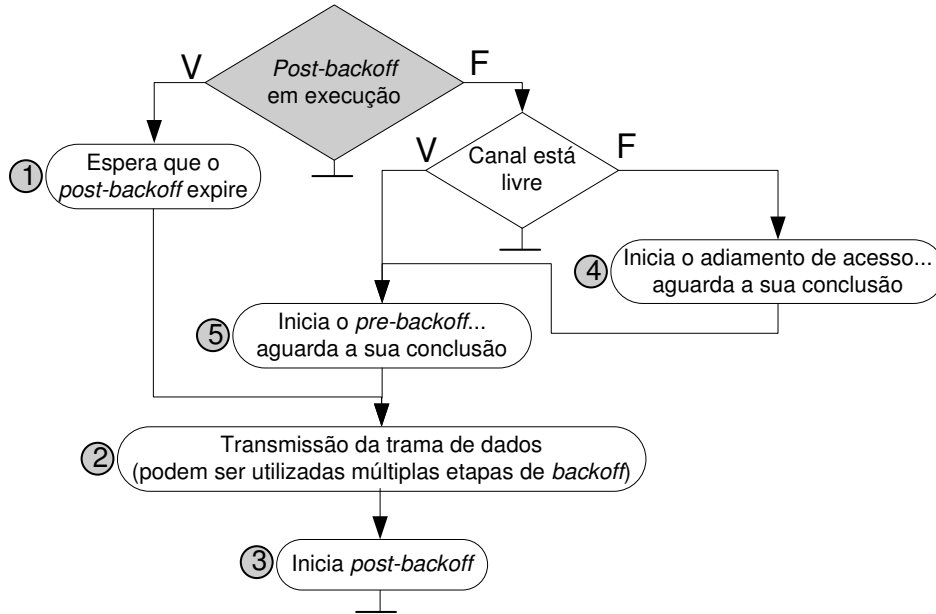 Post-backoff
em execução
V
F
1
Espera que o
post-backoff expire
Canal está
livre
V
F
4
Inicia o adiamento de acesso...
aguarda a sua conclusão
5
Inicia o pre-backoff...
aguarda a sua conclusão
2
Transmissão da trama de dados
(podem ser utilizadas múltiplas etapas de backoff)
3
Inicia post-backoff